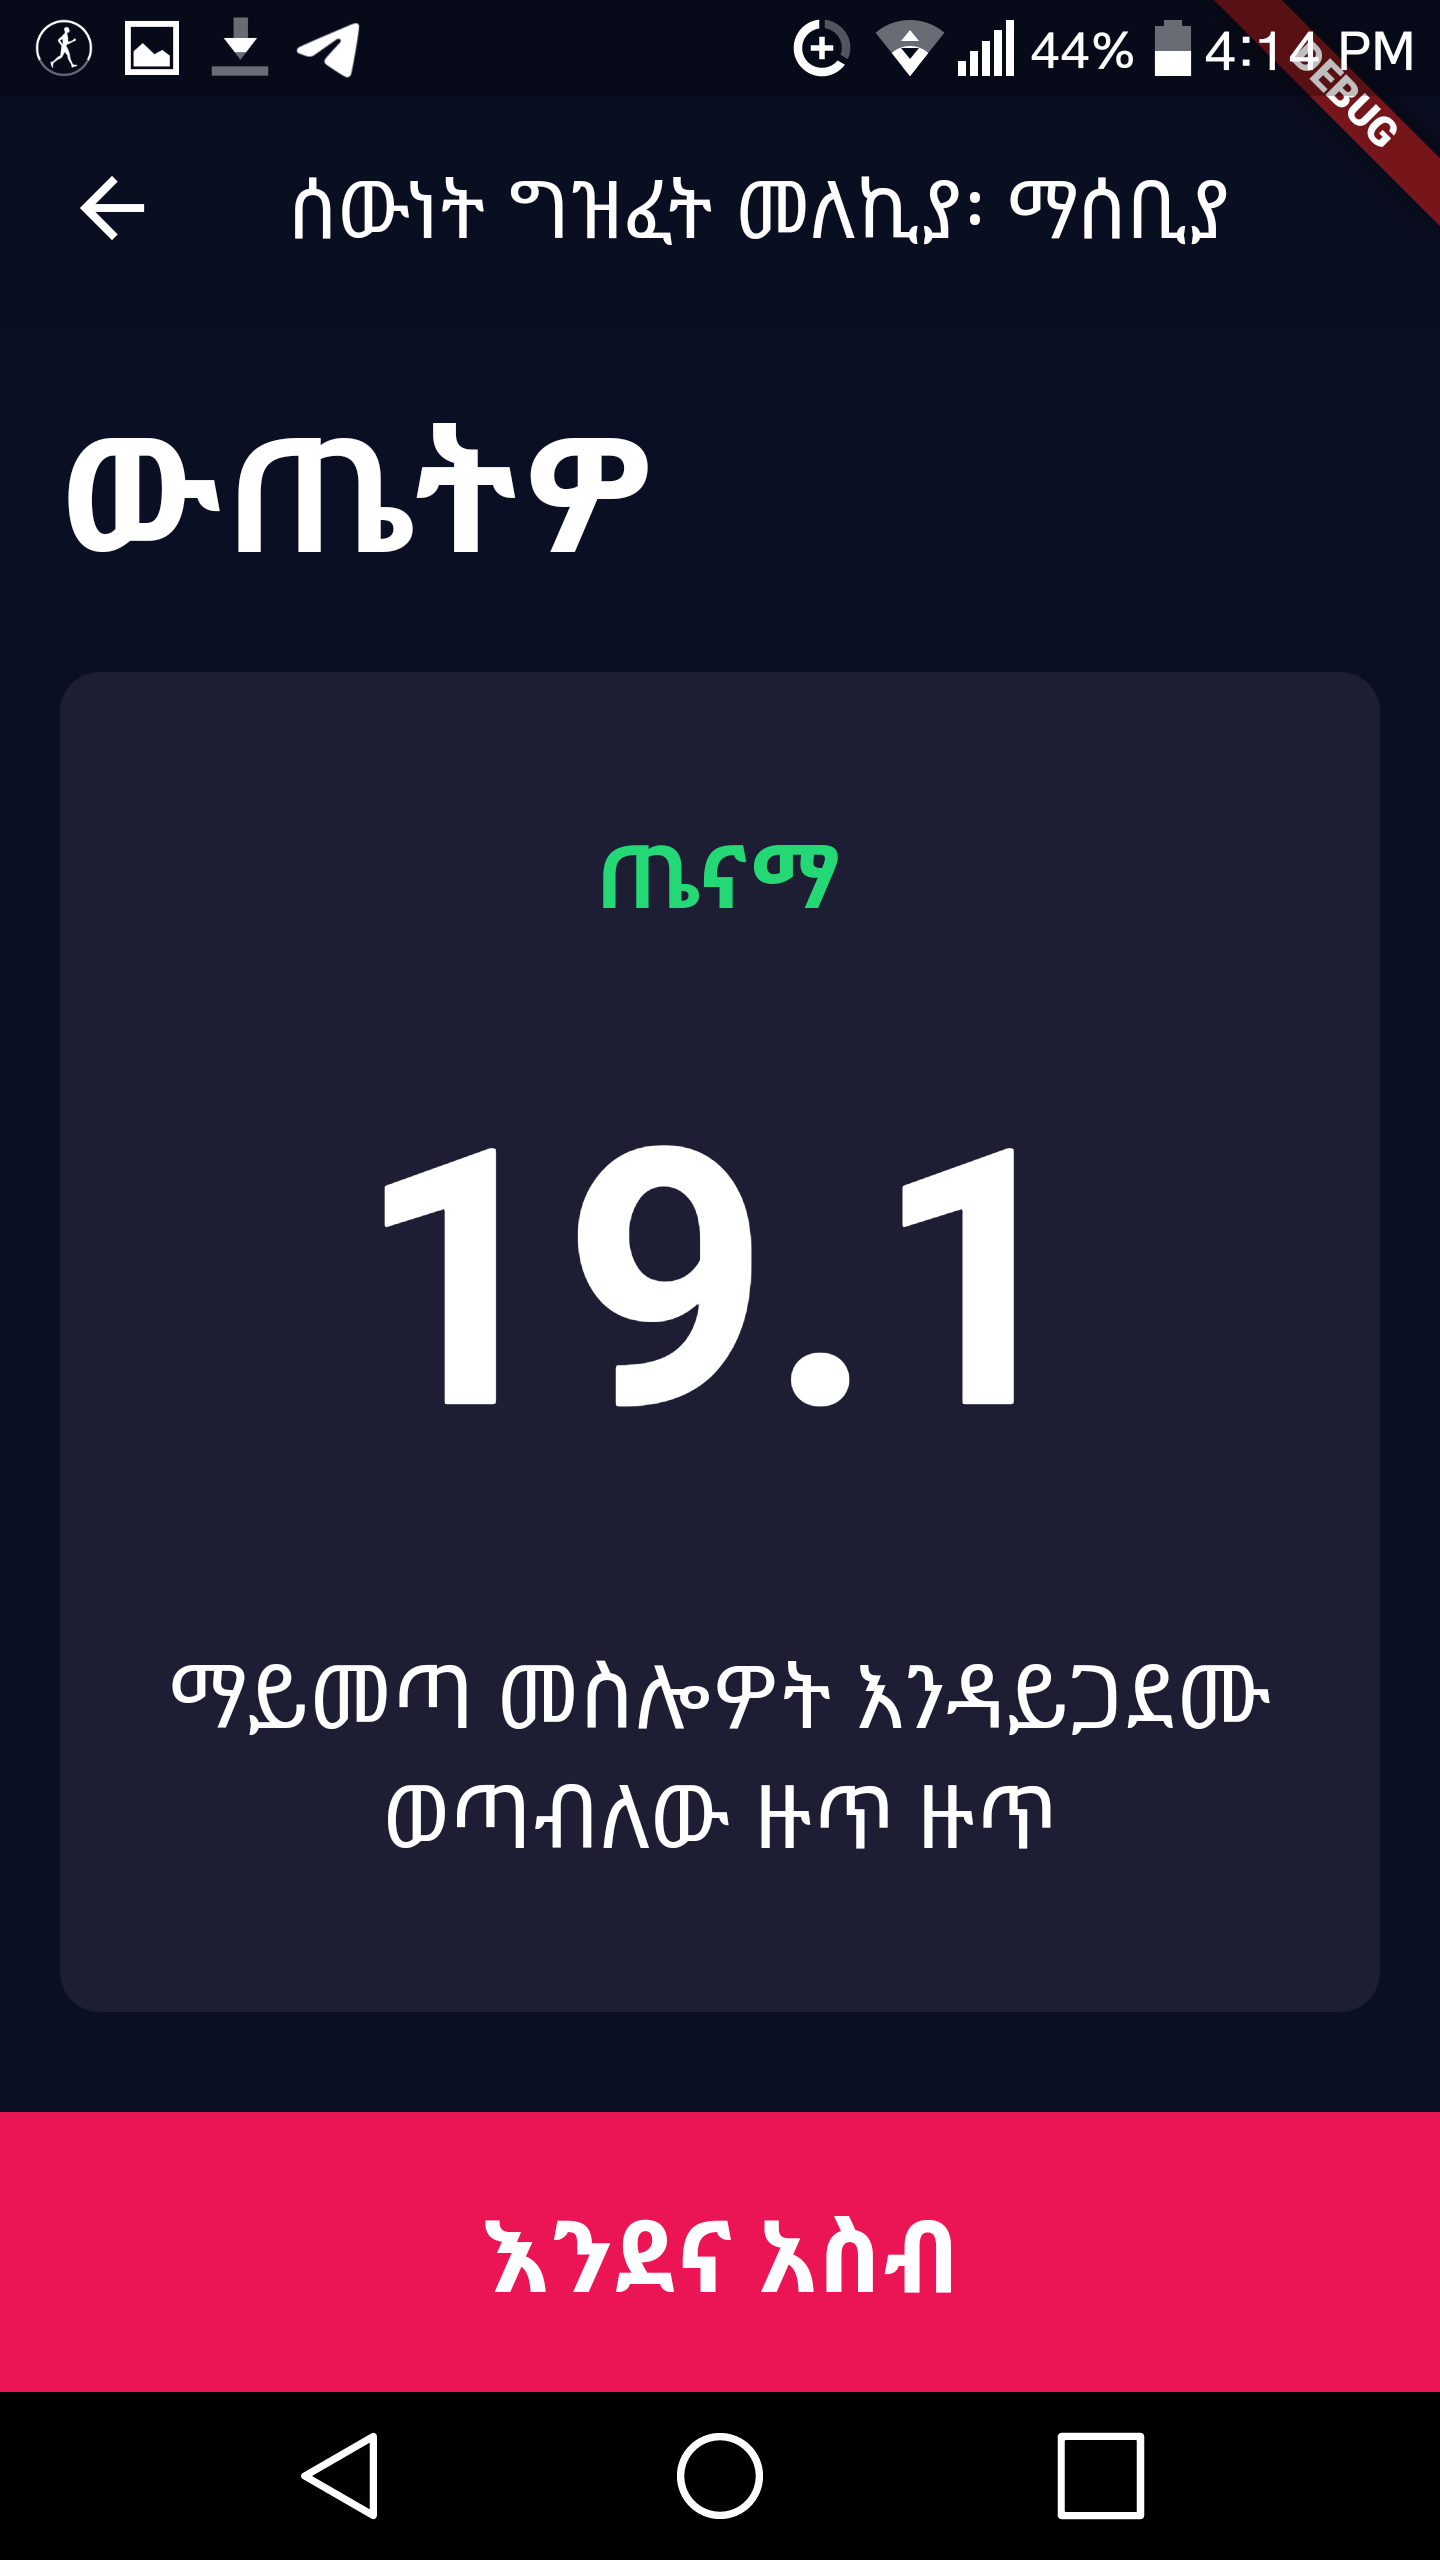 44% 4:14 PM
DEBUG
ሰውነት ግዝፈት መለኪያ፡ ማሰቢያ
ውጤትዎ
ጤናማ
19.1
ማይመጣ መስሎዎት እንዳይጋደሙ
ወጣብለው ዙጥ ዙጥ
እንደና አስብ